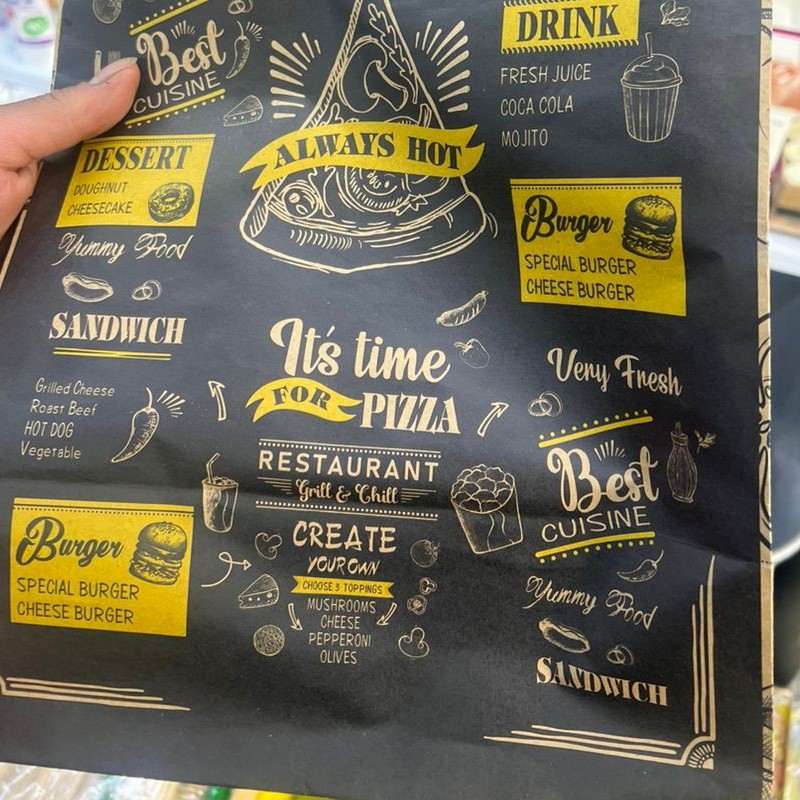 Best
CUISINE
DESSERT
DOUGHNUT
CHEESECAKE
Yummy Food
SANDWICH
Grilled Cheese
Roast Beef
HOT DOG
Vegetable
Burger
SPECIAL BURGER
CHEESE BURGER
ALWAYS HOT
It's time
FOR PIZZA
RESTAURANT
Grill & Chill
CREATE
YOUR OWN
CHOOSE 3 TOPPINGS
MUSHROOMS
CHEESE
PEPPERONI
OLIVES
DRINK
FRESH JUICE
COCA COLA
MOJITO
Burger
SPECIAL BURGER
CHEESE BURGER
Very Fresh
Best
CUISINE
Yummy Food
SANDWICH